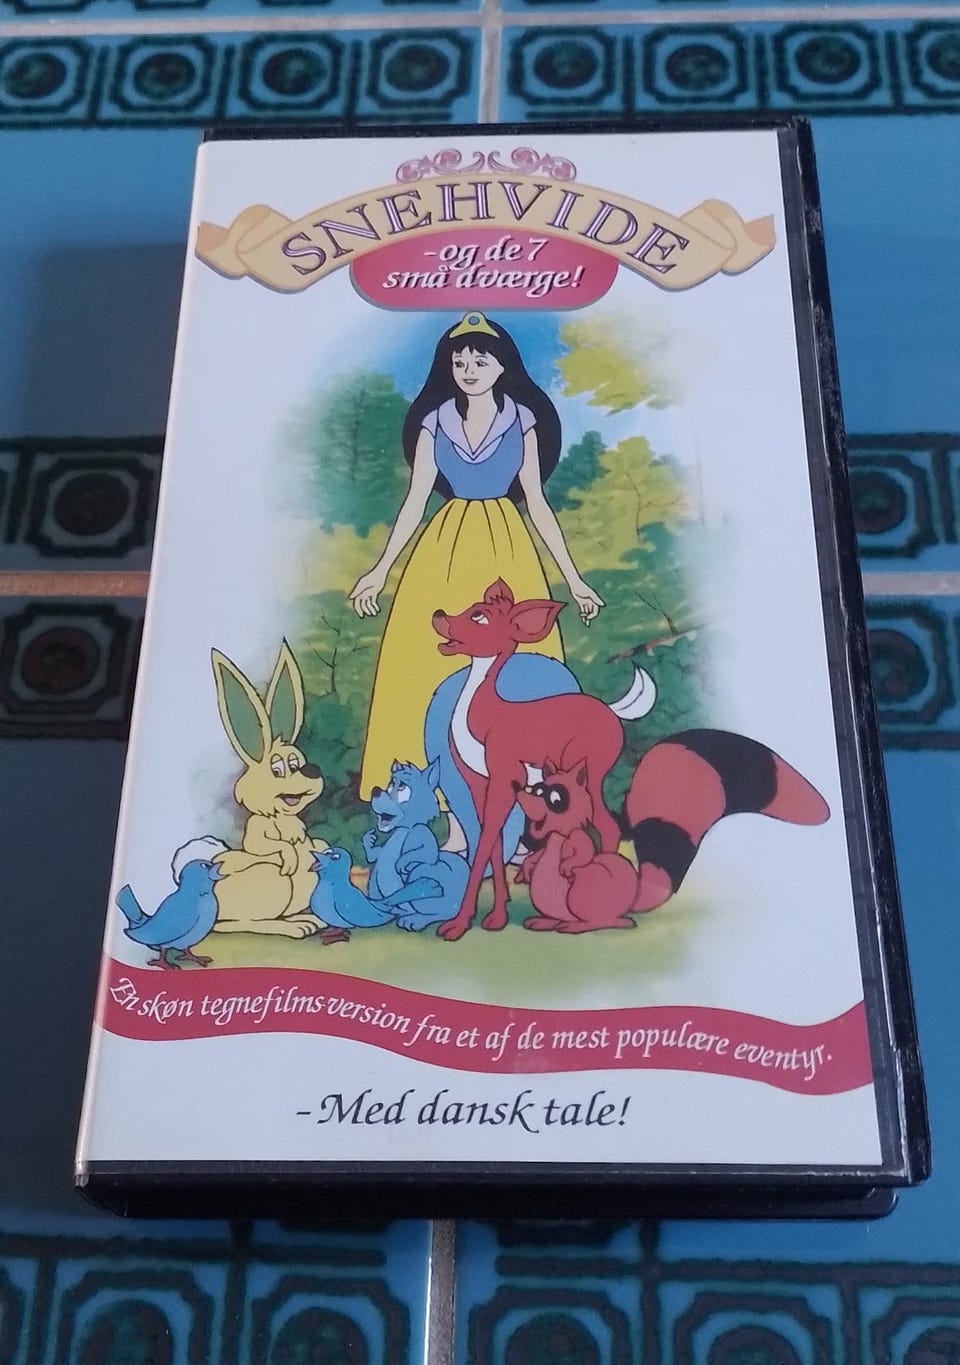 SNEHVIDE
-og de 7
små dværge!
En skøn tegnefilms-version fra et af de mest populære eventyr.
- Med dansk tale!